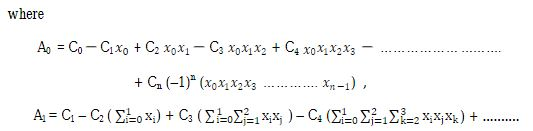 where
A₀ = C₀ – C₁x₀ + C₂ x₀x₁ – C₃ x₀x₁x₂ + C₄ x₀x₁x₂x₃ – ………………………
+ Cₙ (–1)ⁿ (x₀x₁x₂x₃ …………. xₙ₋₁) ,
A₁ = C₁ – C₂ ( ∑¹ᵢ₌₀ xᵢ) + C₃ ( ∑¹ᵢ₌₀∑²ⱼ₌₁ xᵢxⱼ ) – C₄ (∑¹ᵢ₌₀∑²ⱼ₌₁∑³ₖ₌₂ xᵢxⱼxₖ) + ..........